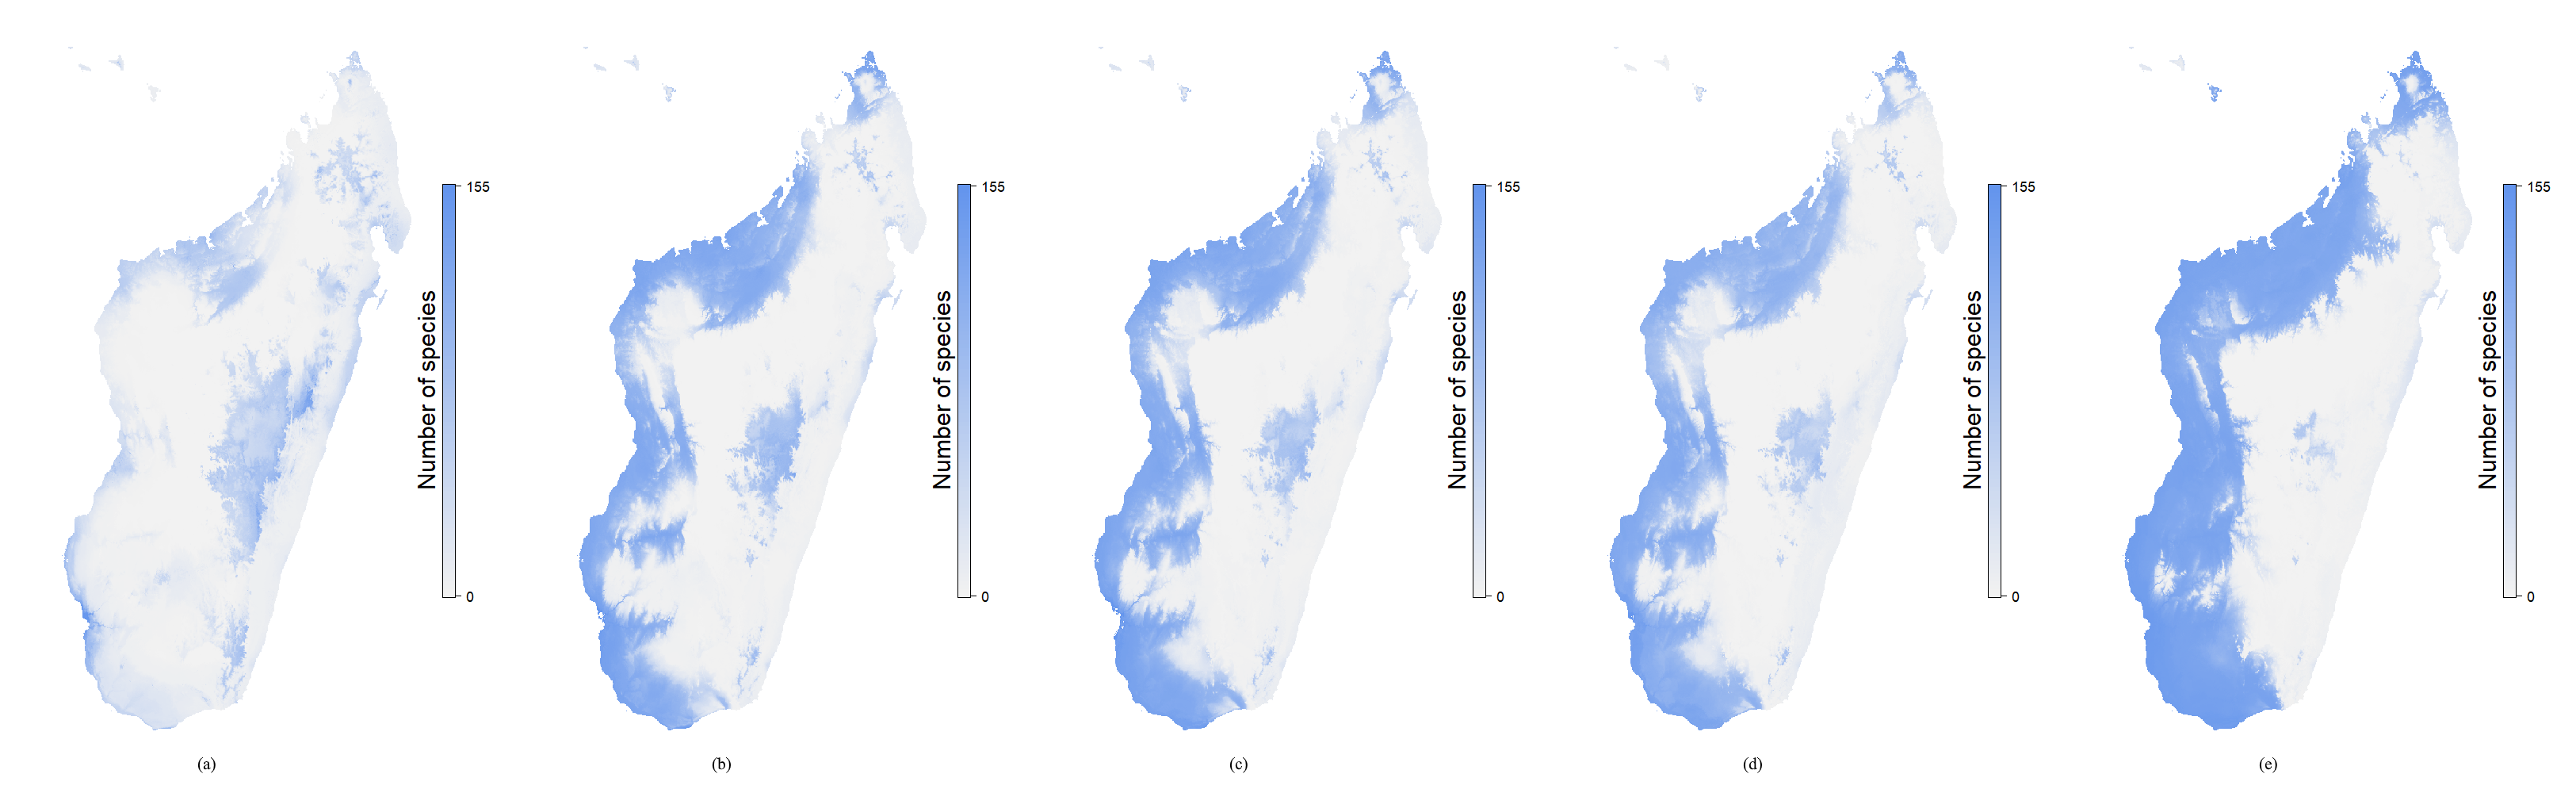 155
Number of species
0
155
Number of species
0
155
Number of species
0
155
Number of species
0
155
Number of species
0
(a)
(b)
(c)
(d)
(e)